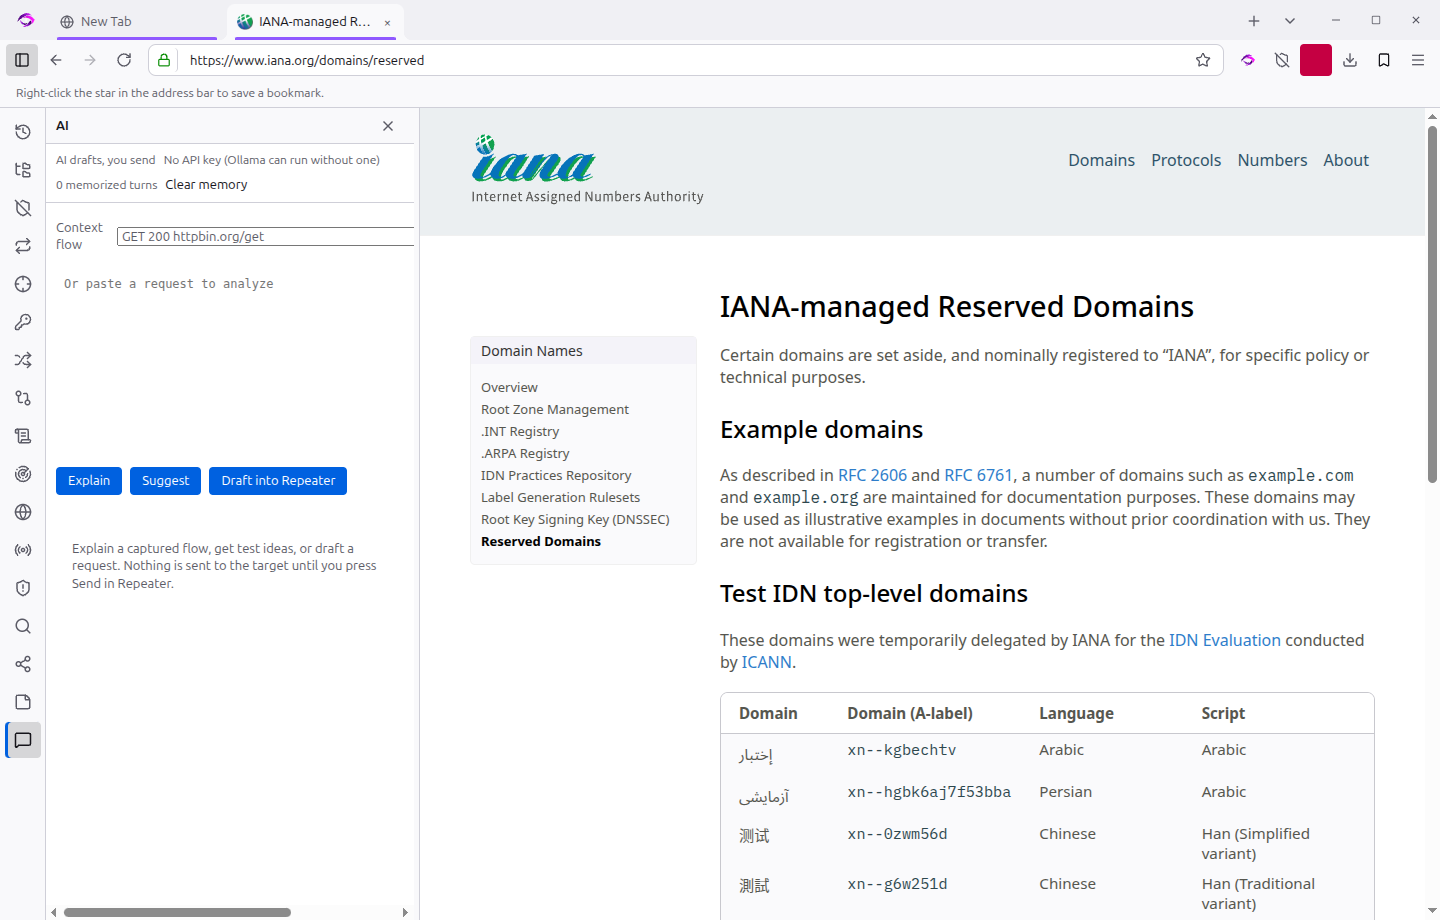 New Tab
IANA-managed R...
https://www.iana.org/domains/reserved
Right-click the star in the address bar to save a bookmark.
AI
AI drafts, you send No API key (Ollama can run without one)
0 memorized turns Clear memory
Context flow
GET 200 httpbin.org/get
Or paste a request to analyze
Explain
Suggest
Draft into Repeater
Explain a captured flow, get test ideas, or draft a
request. Nothing is sent to the target until you press
Send in Repeater.
iana
Internet Assigned Numbers Authority
Domains
Protocols
Numbers
About
Domain Names
Overview
Root Zone Management
.INT Registry
.ARPA Registry
IDN Practices Repository
Label Generation Rulesets
Root Key Signing Key (DNSSEC)
Reserved Domains
IANA-managed Reserved Domains
Certain domains are set aside, and nominally registered to “IANA”, for specific policy or
technical purposes.
Example domains
As described in RFC 2606 and RFC 6761, a number of domains such as example.com
and example.org are maintained for documentation purposes. These domains may
be used as illustrative examples in documents without prior coordination with us. They
are not available for registration or transfer.
Test IDN top-level domains
These domains were temporarily delegated by IANA for the IDN Evaluation conducted
by ICANN.
Domain Domain (A-label) Language Script
إختبار xn--kgbechtv Arabic Arabic
آزمایشی xn--hgbk6aj7f53bba Persian Arabic
测试 xn--0zwm56d Chinese Han (Simplified
variant)
測試 xn--g6w251d Chinese Han (Traditional
variant)